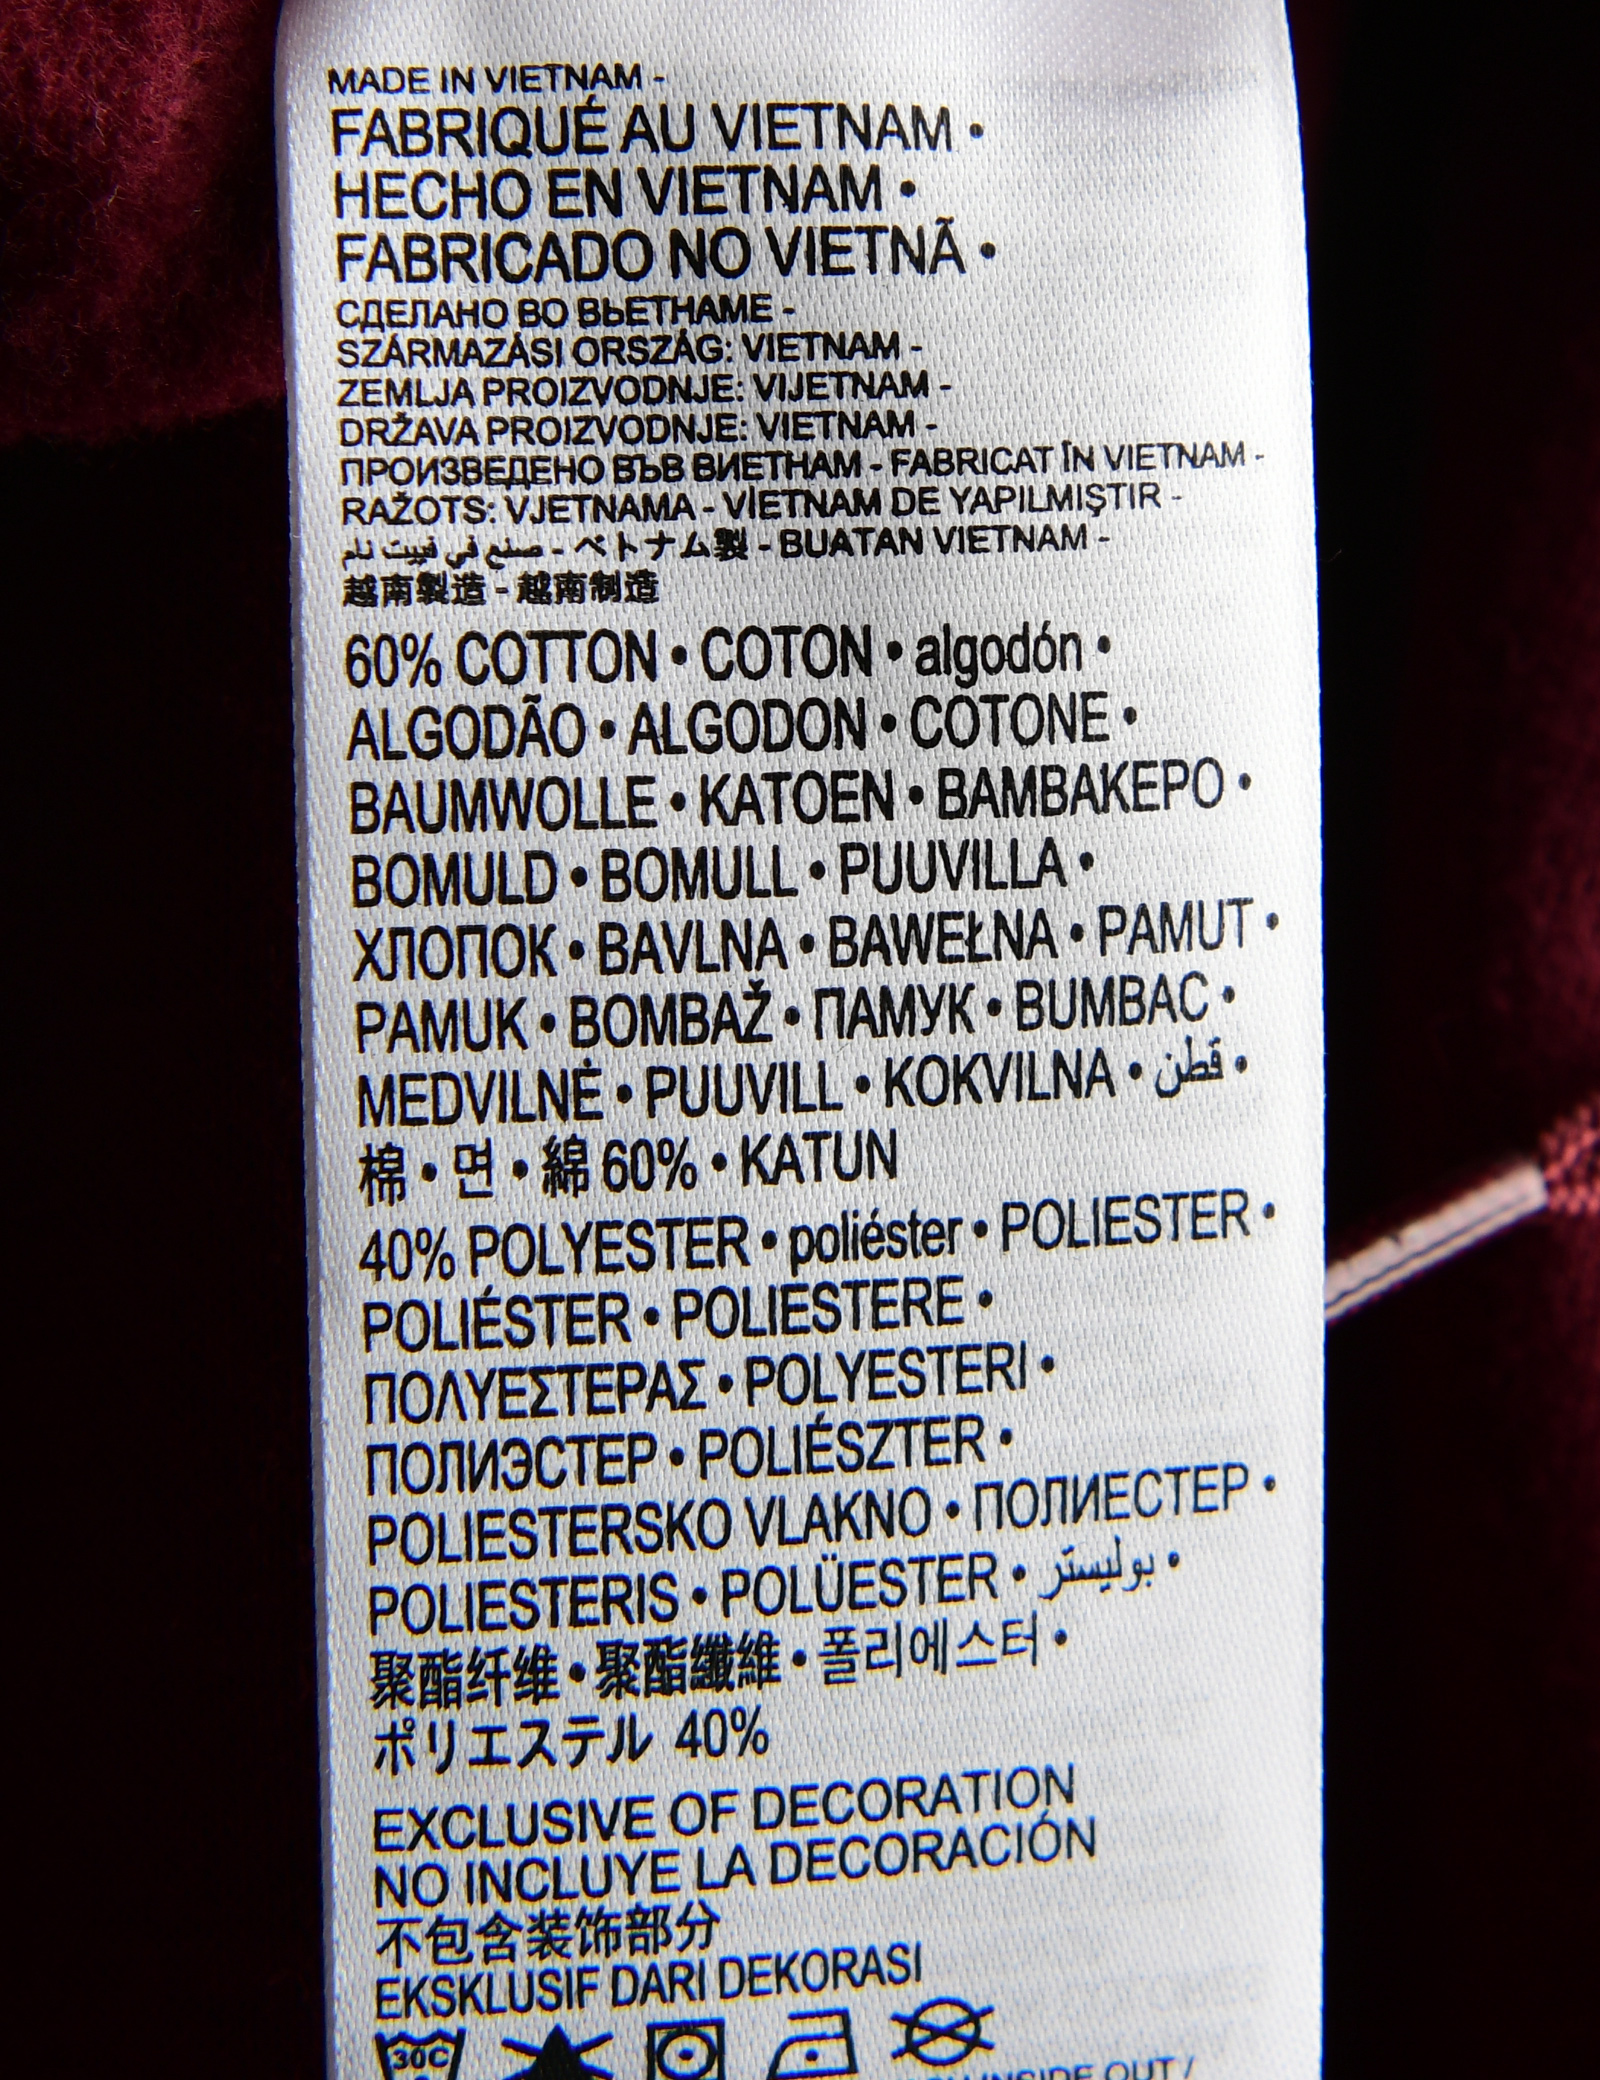 MADE IN VIETNAM -
FABRIQUÉ AU VIETNAM •
HECHO EN VIETNAM •
FABRICADO NO VIETNÃ •
СДЕЛАНО ВО ВЬЕТНАМЕ -
SZÁRMAZÁSI ORSZÁG: VIETNAM -
ZEMLJA PROIZVODNJE: VIJETNAM -
DRŽAVA PROIZVODNJE: VIETNAM -
ПРОИЗВЕДЕНО ВЪВ ВИЕТНАМ - FABRICAT ÎN VIETNAM -
RAŽOTS: VJETNAMA - VİETNAM DE YAPILMIŞTIR -
صنع في فييت نام - ベトナム製 - BUATAN VIETNAM -
越南製造 - 越南制造
60% COTTON • COTON • algodón •
ALGODÃO • ALGODON • COTONE •
BAUMWOLLE • KATOEN • ΒΑΜΒΑΚΕΡΟ •
BOMULD • BOMULL • PUUVILLA •
ХЛОПОК • BAVLNA • BAWEŁNA • PAMUT •
PAMUK • BOMBAŽ • ПАМУК • BUMBAC •
MEDVILNĖ • PUUVILL • KOKVILNA • قطن •
棉 • 면 • 綿 60% • KATUN
40% POLYESTER • poliéster • POLIESTER •
POLIÉSTER • POLIESTERE •
ΠΟΛΥΕΣΤΕΡΑΣ • POLYESTERI •
ПОЛИЭСТЕР • POLIÉSZTER •
POLIESTERSKO VLAKNO • ПОЛИЕСТЕР •
POLIESTERIS • POLÜESTER • بوليستر •
聚酯纤维 • 聚酯纖維 • 폴리에스터 •
ポリエステル 40%
EXCLUSIVE OF DECORATION
NO INCLUYE LA DECORACIÓN
不包含装饰部分
EKSKLUSIF DARI DEKORASI
30C
INSIDE OUT /